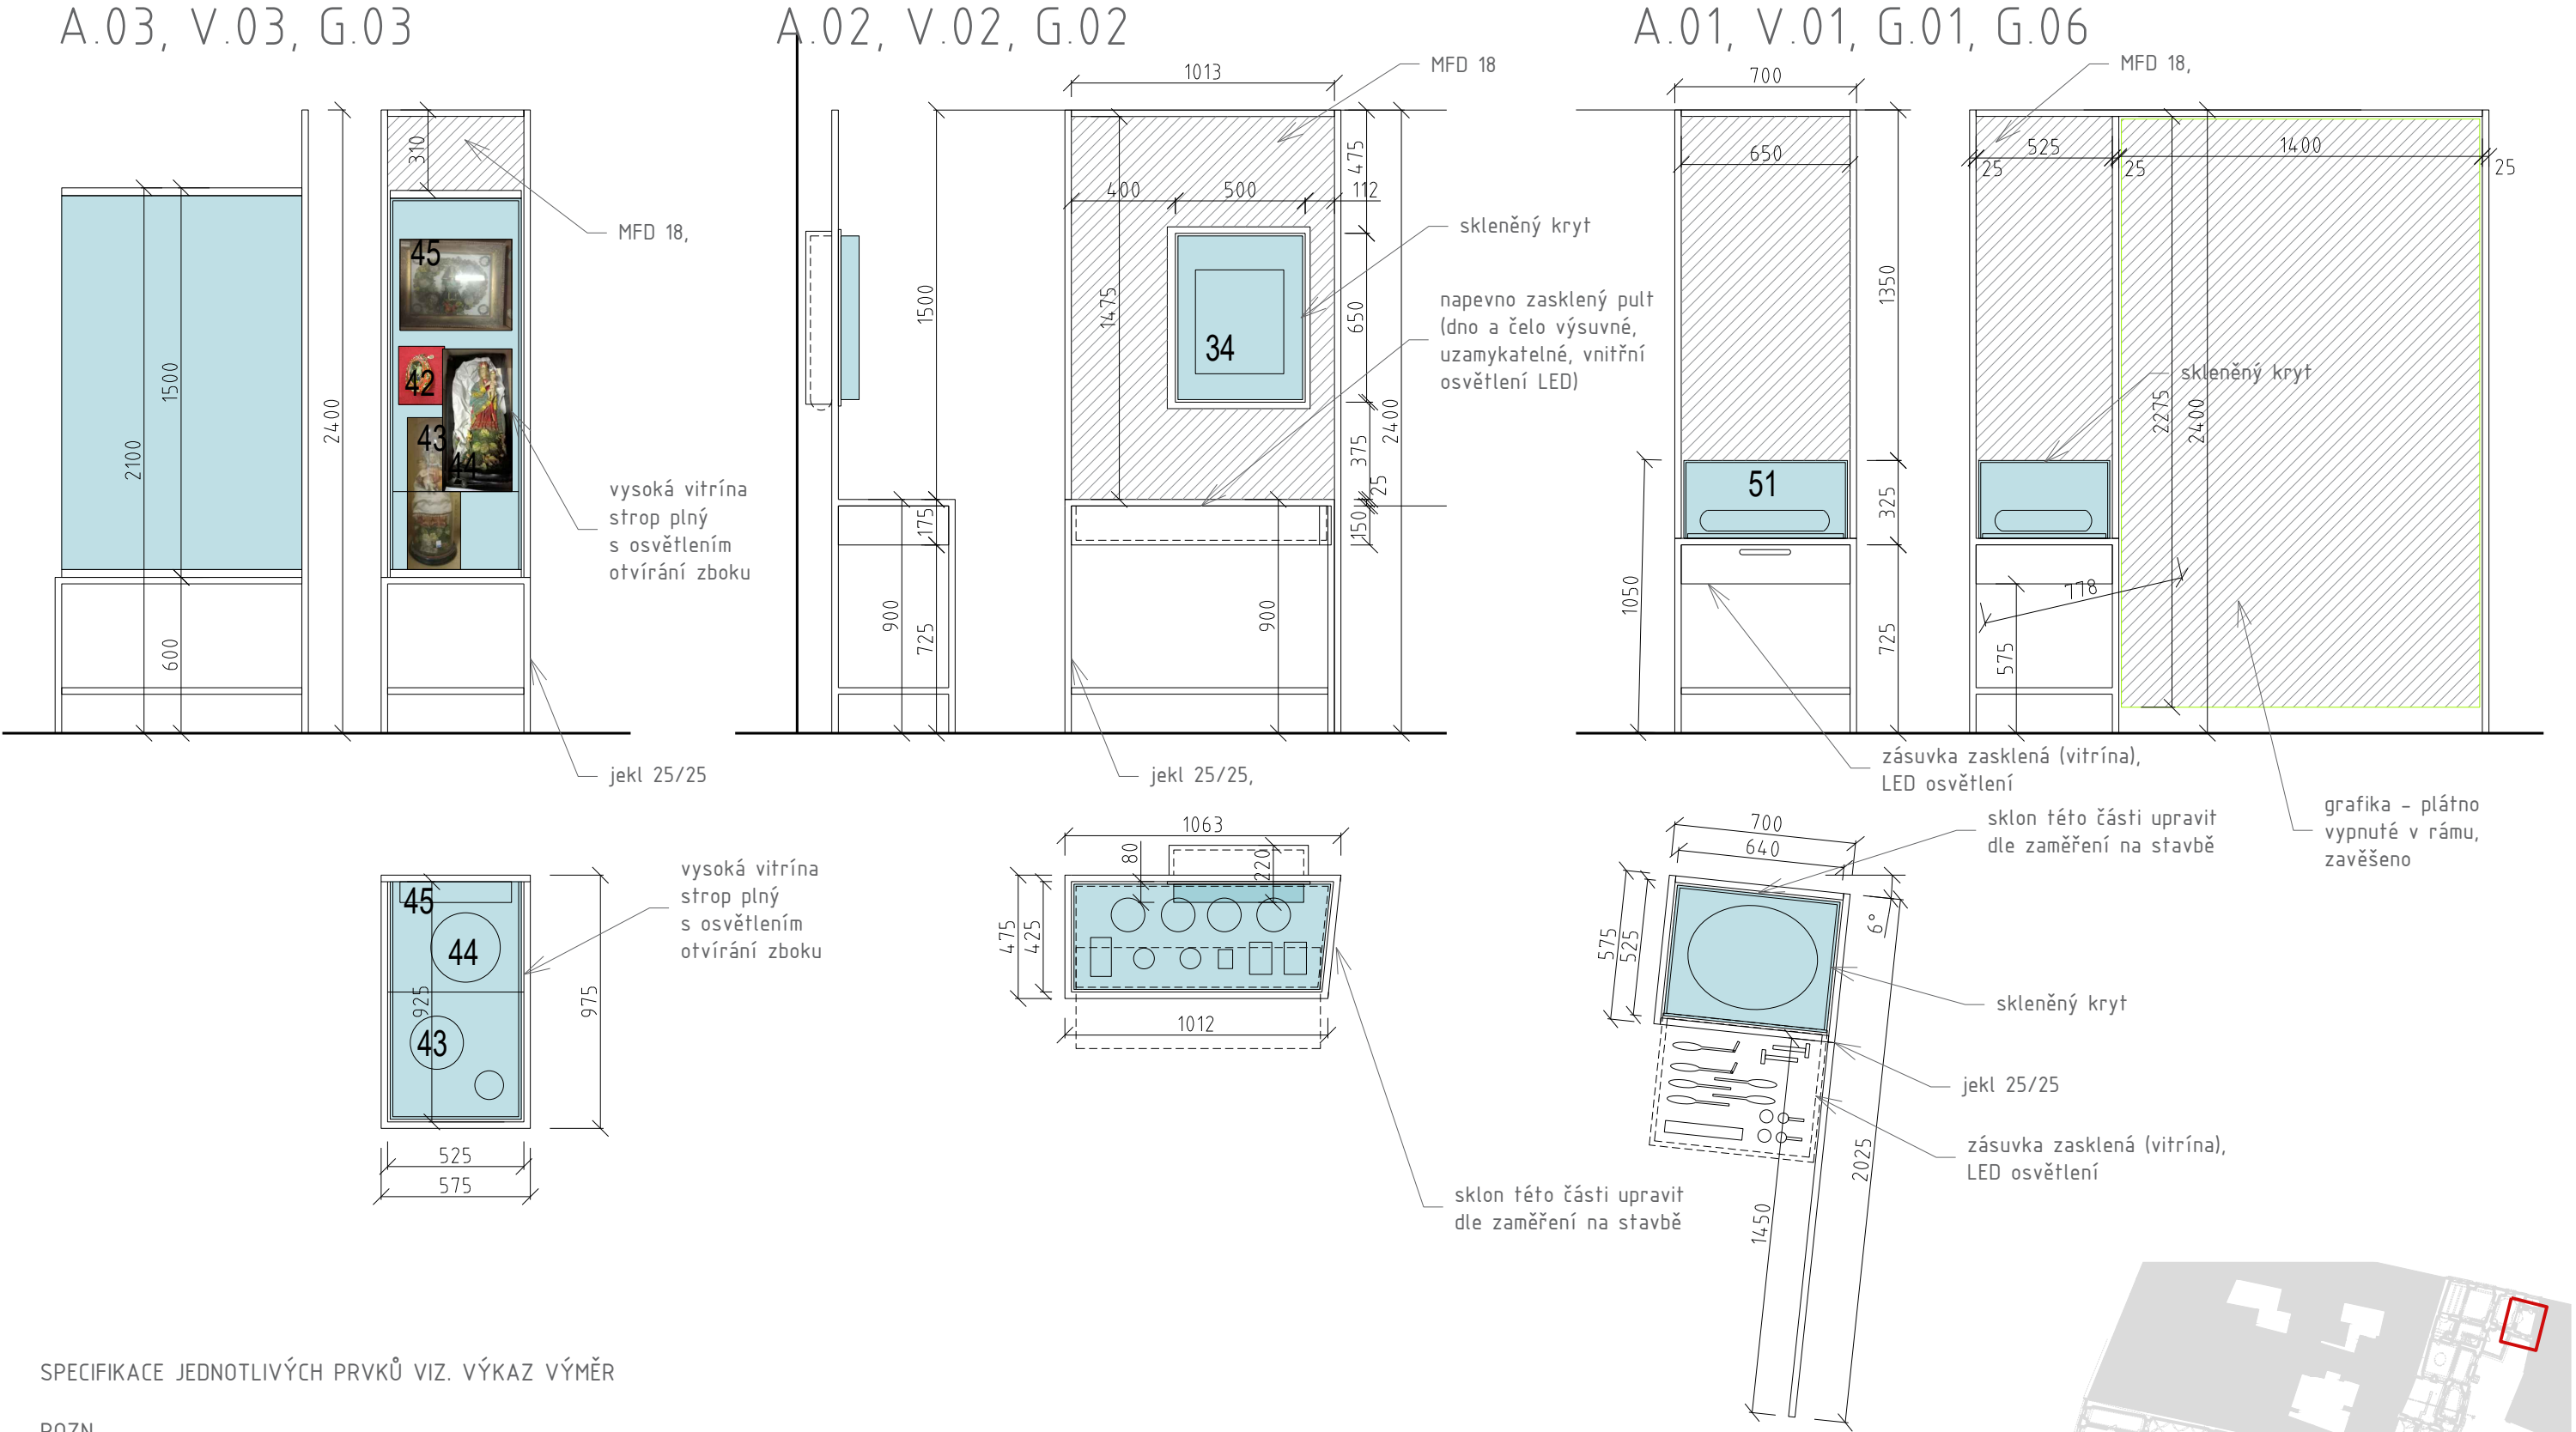 A.03, V.03, G.03
310
MFD 18,
45
42
43
44
1500
2100
2400
600
vysoká vitrína
strop plný
s osvětlením
otvírání zboku
jekl 25/25
vysoká vitrína
strop plný
s osvětlením
otvírání zboku
45
44
43
925
975
525
575
A.02, V.02, G.02
1013
MFD 18
475
400
500
112
skleněný kryt
1500
1475
650
34
napevno zasklený pult
(dno a čelo výsuvné,
uzamykatelné, vnitřní
osvětlení LED)
2400
375
25
150
175
900
725
900
jekl 25/25,
1063
80
220
475
425
1012
sklon této části upravit
dle zaměření na stavbě
A.01, V.01, G.01, G.06
700
MFD 18,
650
525
1400
25
25
25
1350
skleněný kryt
2275
2400
51
325
1050
778
725
575
zásuvka zasklená (vitrína),
LED osvětlení
grafika - plátno
vypnuté v rámu,
zavěšeno
sklon této části upravit
dle zaměření na stavbě
700
640
6°
575
525
skleněný kryt
jekl 25/25
zásuvka zasklená (vitrína),
LED osvětlení
2025
1450
SPECIFIKACE JEDNOTLIVÝCH PRVKŮ VIZ. VÝKAZ VÝMĚR
POZN